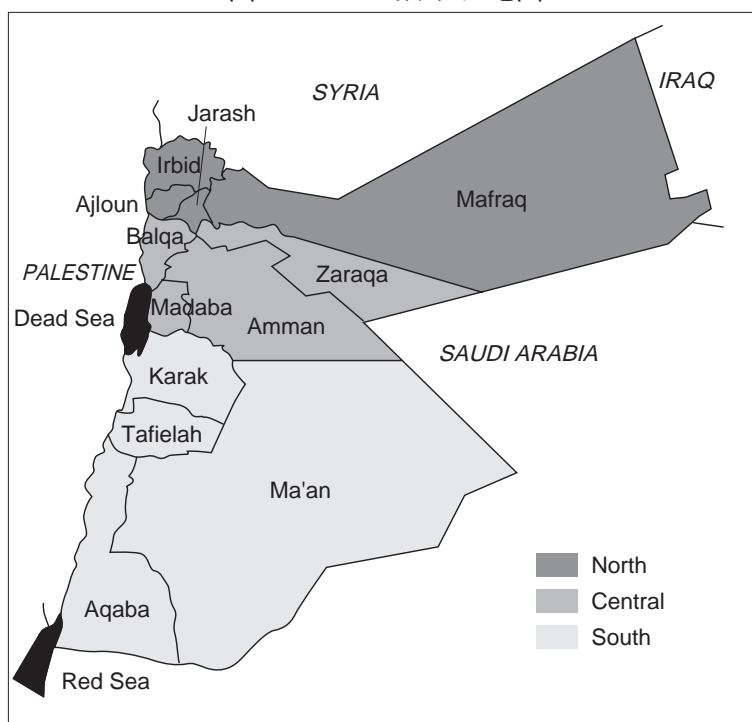 SYRIA
IRAQ
Jarash
Irbid
Mafraq
Ajloun
Balqa
PALESTINE
Zaraqa
Madaba
Dead Sea
Amman
SAUDI ARABIA
Karak
Tafielah
Ma'an
North
Central
Aqaba
South
Red Sea